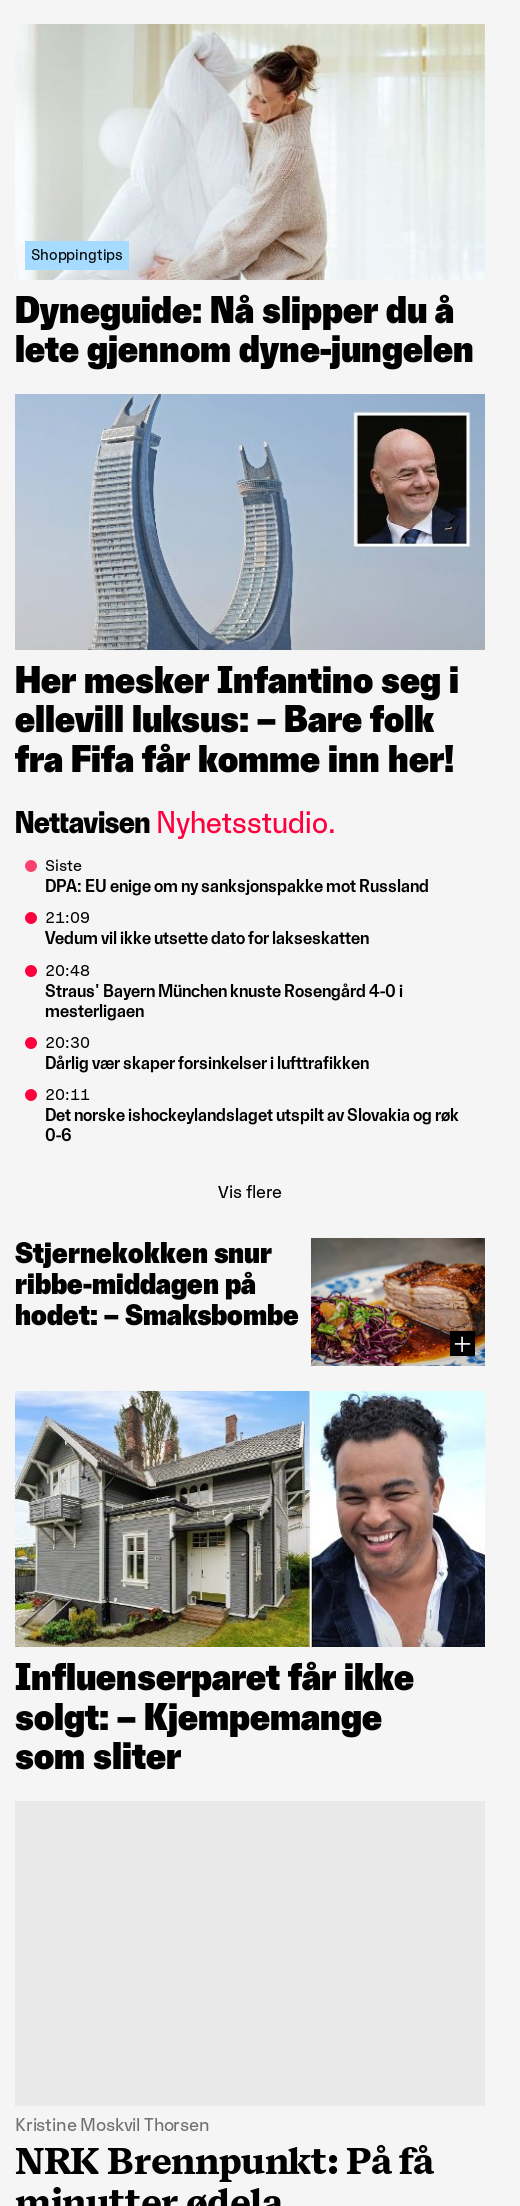 Shoppingtips
Dyneguide: Nå slipper du å
lete gjennom dyne-jungelen
Her mesker Infantino seg i
ellevill luksus: – Bare folk
fra Fifa får komme inn her!
Nettavisen Nyhetsstudio.
Siste
DPA: EU enige om ny sanksjonspakke mot Russland
21:09
Vedum vil ikke utsette dato for lakseskatten
20:48
Straus' Bayern München knuste Rosengård 4-0 i
mesterligaen
20:30
Dårlig vær skaper forsinkelser i lufttrafikken
20:11
Det norske ishockeylandslaget utspilt av Slovakia og røk
0-6
Vis flere
Stjernekokken snur
ribbe-middagen på
hodet: – Smaksbombe
Influenserparet får ikke
solgt: – Kjempemange
som sliter
Kristine Moskvil Thorsen
NRK Brennpunkt: På få
minutter ødela